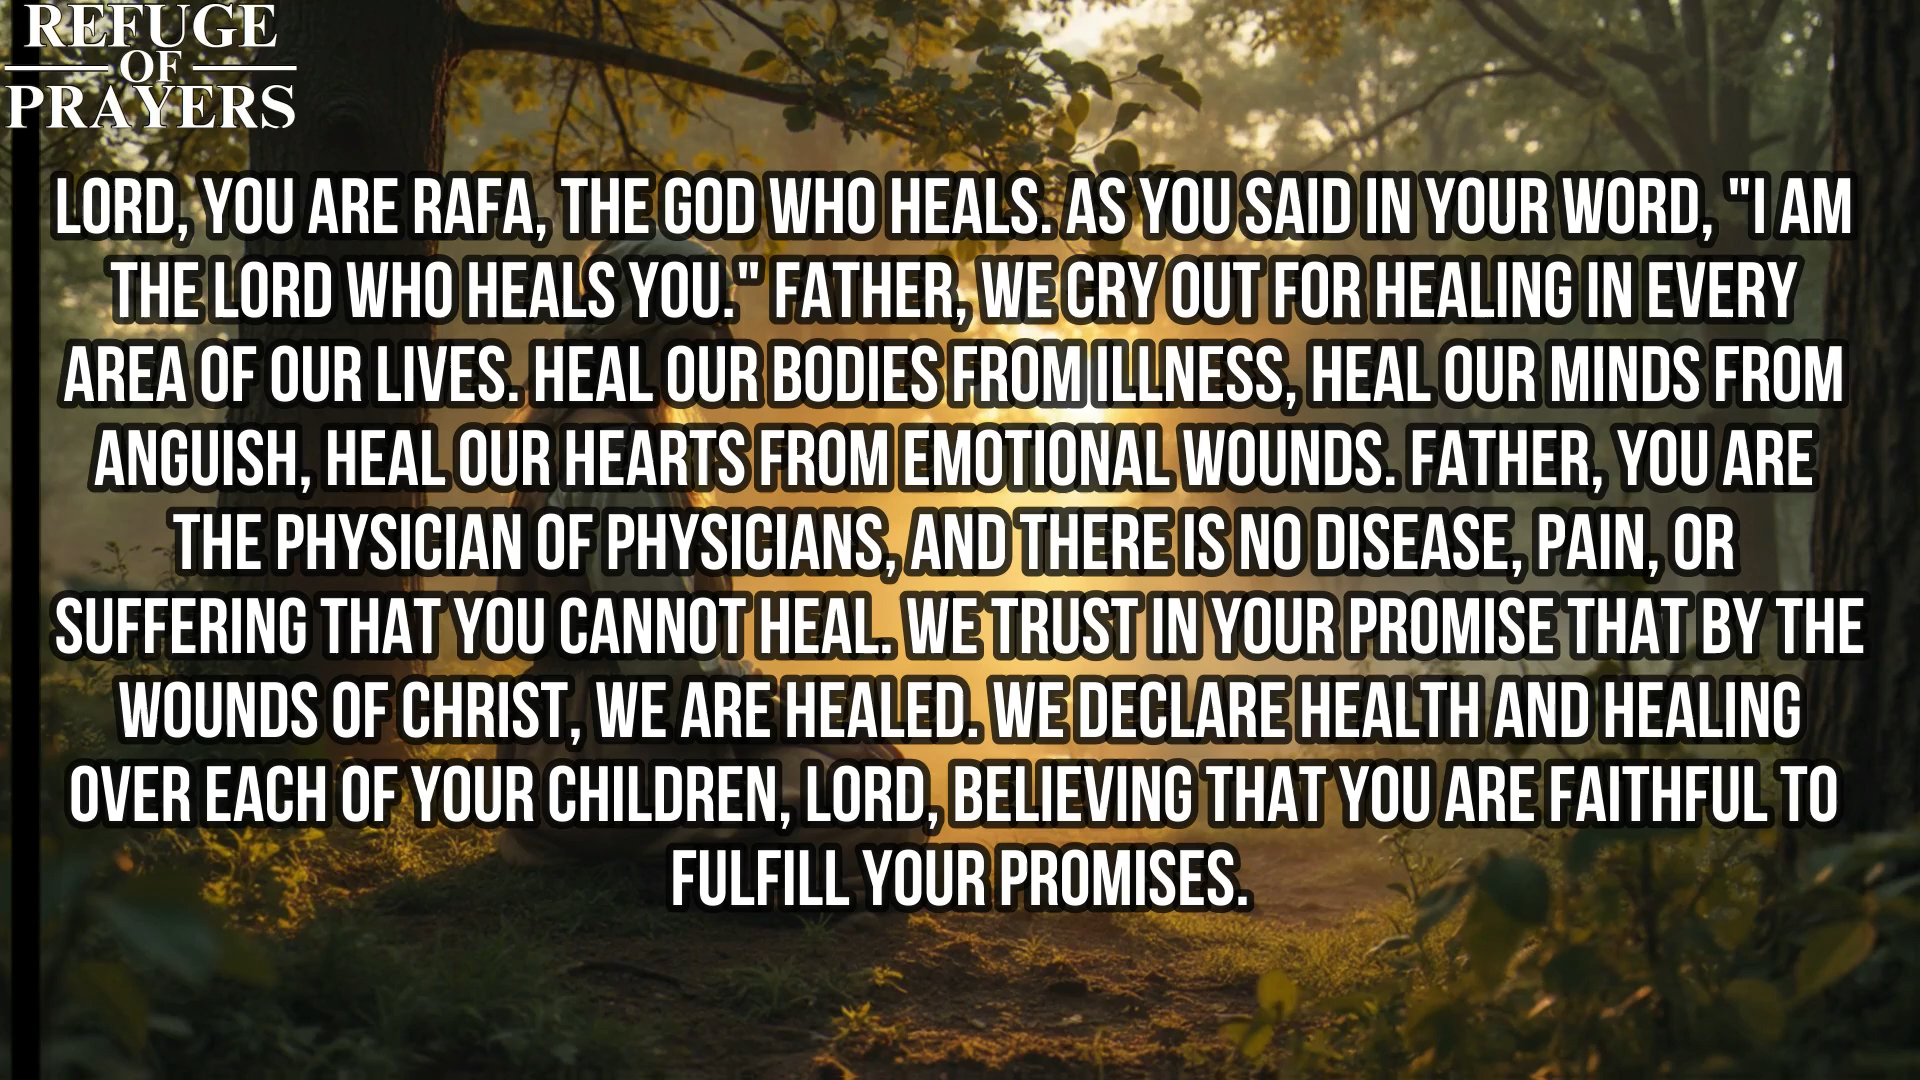 REFUGE
OF
PRAYERS
LORD, YOU ARE RAFA, THE GOD WHO HEALS. AS YOU SAID IN YOUR WORD, "I AM
THE LORD WHO HEALS YOU." FATHER, WE CRY OUT FOR HEALING IN EVERY
AREA OF OUR LIVES. HEAL OUR BODIES FROM ILLNESS, HEAL OUR MINDS FROM
ANGUISH, HEAL OUR HEARTS FROM EMOTIONAL WOUNDS. FATHER, YOU ARE
THE PHYSICIAN OF PHYSICIANS, AND THERE IS NO DISEASE, PAIN, OR
SUFFERING THAT YOU CANNOT HEAL. WE TRUST IN YOUR PROMISE THAT BY THE
WOUNDS OF CHRIST, WE ARE HEALED. WE DECLARE HEALTH AND HEALING
OVER EACH OF YOUR CHILDREN, LORD, BELIEVING THAT YOU ARE FAITHFUL TO
FULFILL YOUR PROMISES.